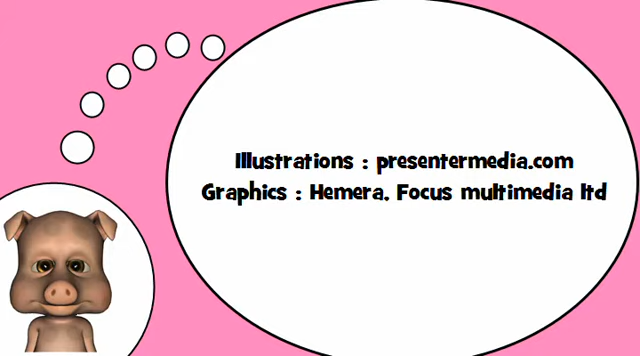 Illustrations : presentermedia.com
Graphics : Hemera. Focus multimedia ltd